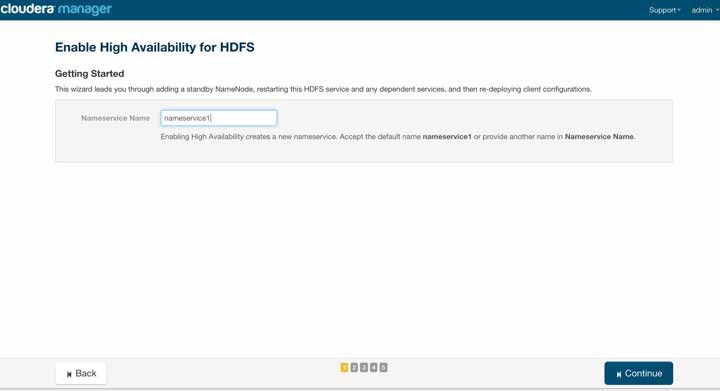 cloudera manager
Support admin
Enable High Availability for HDFS
Getting Started
This wizard leads you through adding a standby NameNode, restarting this HDFS service and any dependent services, and then re-deploying client configurations.
Nameservice Name nameservice1
Enabling High Availability creates a new nameservice. Accept the default name nameservice1 or provide another name in Nameservice Name.
Back 1 2 3 4 5 Continue